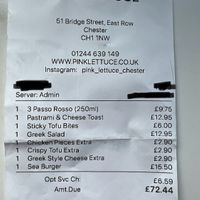 51 Bridge Street, East Row
Chester
CH1 1NW
01244 639 149
WWW.PINKLETTUCE.CO.UK
Instagram: pink_lettuce_chester
Server: Admin
1 3 Passo Rosso (250ml) £9.75
1 Pastrami & Cheese Toast £12.95
1 Sticky Tofu Bites £6.00
1 Greek Salad £12.95
1 Chicken Pieces Extra £2.90
1 Crispy Tofu Extra £2.90
1 Greek Style Cheese Extra £2.90
1 Sea Burger £15.50
Opt Svc Ch: £6.59
Amt.Due £72.44